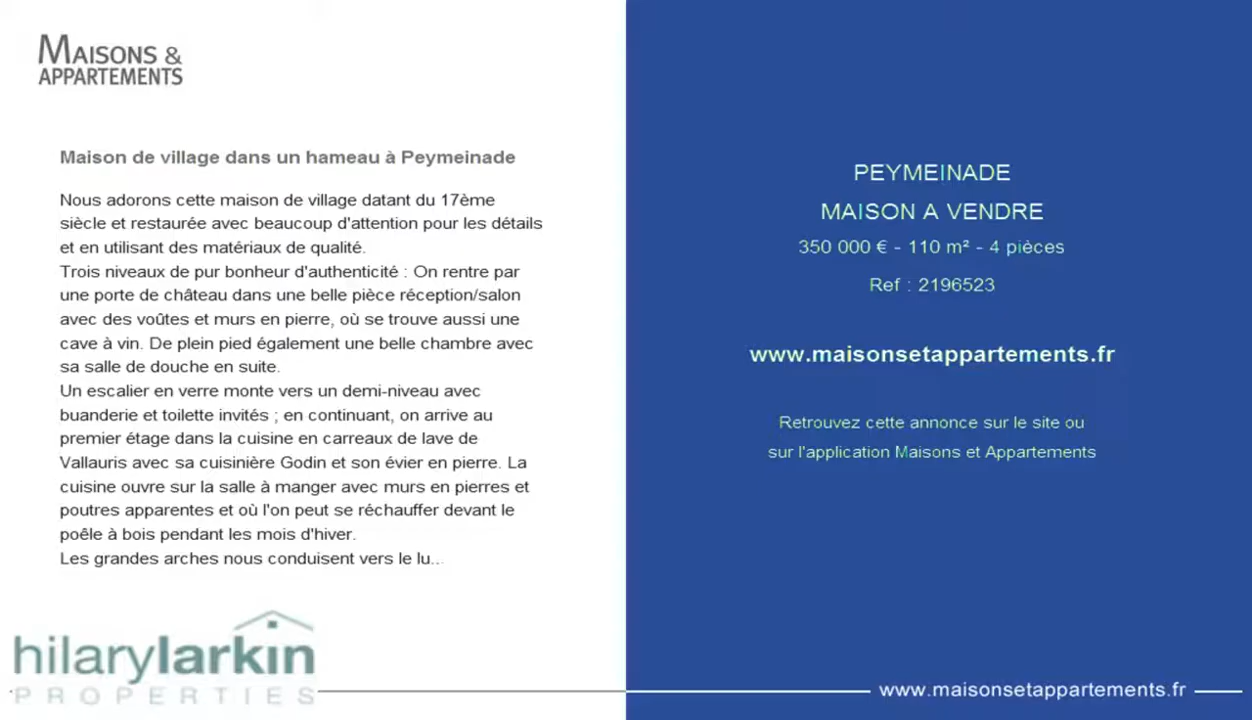 MAISONS &
APPARTEMENTS
Maison de village dans un hameau à Peymeinade
Nous adorons cette maison de village datant du 17ème
siècle et restaurée avec beaucoup d'attention pour les détails
et en utilisant des matériaux de qualité.
Trois niveaux de pur bonheur d'authenticité : On rentre par
une porte de château dans une belle pièce réception/salon
avec des voûtes et murs en pierre, où se trouve aussi une
cave à vin. De plein pied également une belle chambre avec
sa salle de douche en suite.
Un escalier en verre monte vers un demi-niveau avec
buanderie et toilette invités ; en continuant, on arrive au
premier étage dans la cuisine en carreaux de lave de
Vallauris avec sa cuisinière Godin et son évier en pierre. La
cuisine ouvre sur la salle à manger avec murs en pierres et
poutres apparentes et où l'on peut se réchauffer devant le
poêle à bois pendant les mois d'hiver.
Les grandes arches nous conduisent vers le lu...
hilarylarkin
PROPERTIES
PEYMEINADE
MAISON A VENDRE
350 000 € - 110 m² - 4 pièces
Ref : 2196523
www.maisonsetappartements.fr
Retrouvez cette annonce sur le site ou
sur l'application Maisons et Appartements
www.maisonsetappartements.fr